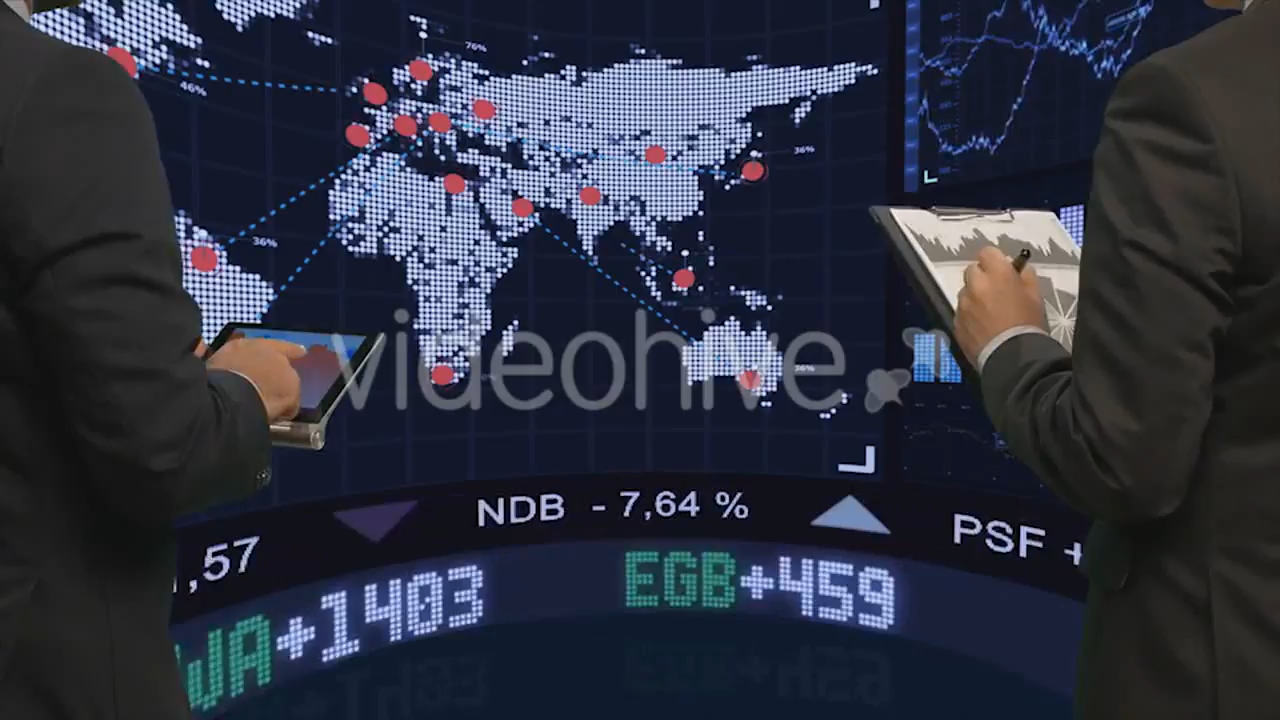 76%
46%
36%
36%
videohive
36%
NDB - 7,64 %
PSF +
,57
EGB+459
WA+1403